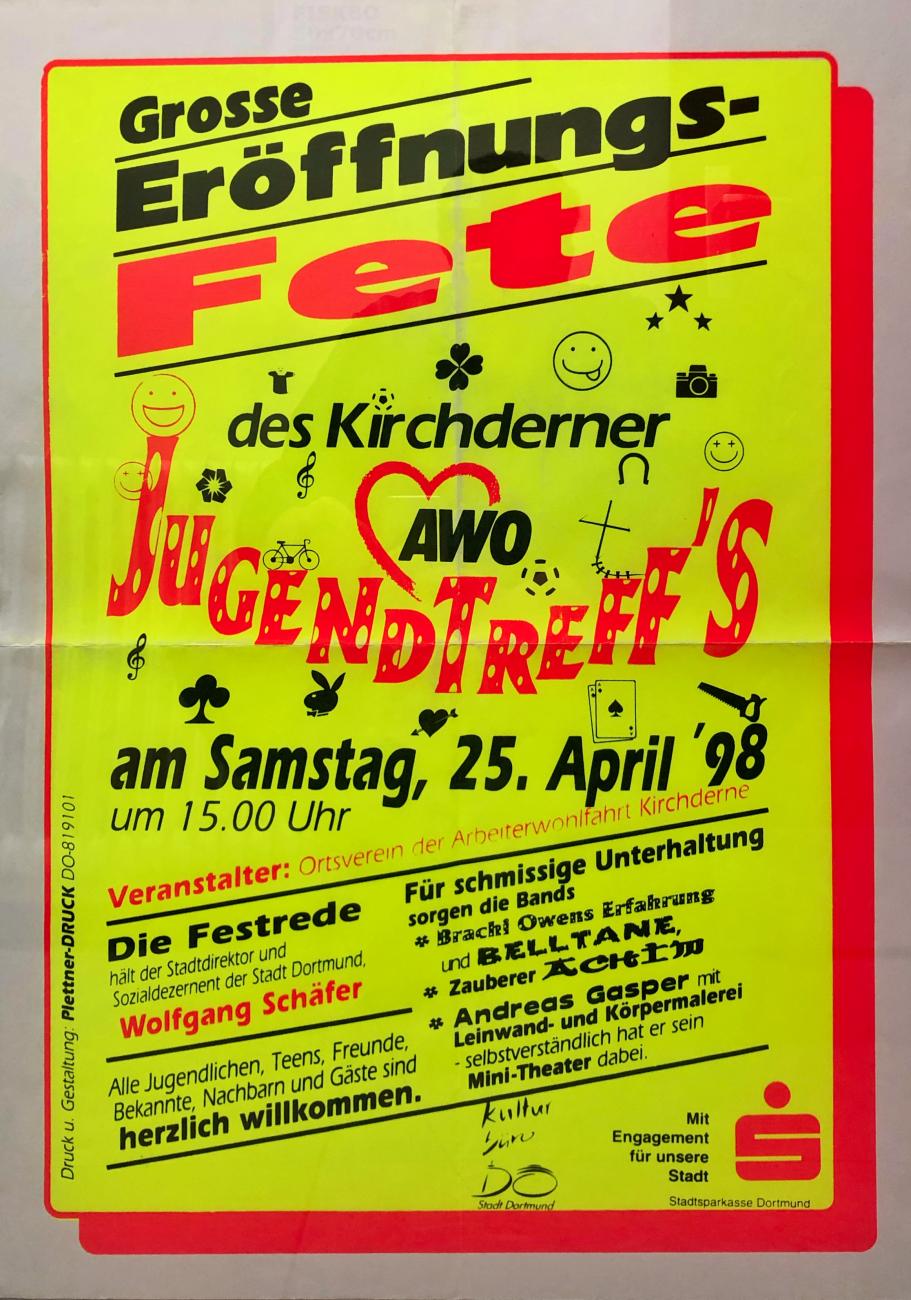 Grosse
Eröffnungs-
Fete
des Kirchderner
AWO
JUGENDTREFF'S
am Samstag, 25. April '98
um 15.00 Uhr
Veranstalter: Ortsverein der Arbeiterwohlfahrt Kirchderne
Die Festrede
hält der Stadtdirektor und
Sozialdezernent der Stadt Dortmund,
Wolfgang Schäfer
Alle Jugendlichen, Teens, Freunde,
Bekannte, Nachbarn und Gäste sind
herzlich willkommen.
Für schmissige Unterhaltung
sorgen die Bands
* Brachl Owens Erfahrung
und BELLTANE,
* Zauberer ACHIM
* Andreas Gasper mit
Leinwand- und Körpermalerei
- selbstverständlich hat er sein
Mini-Theater dabei.
Kultur
büro
DO
Stadt Dortmund
Mit
Engagement
für unsere
Stadt
Stadtsparkasse Dortmund
Druck u. Gestaltung: Plettner-DRUCK DO-819101